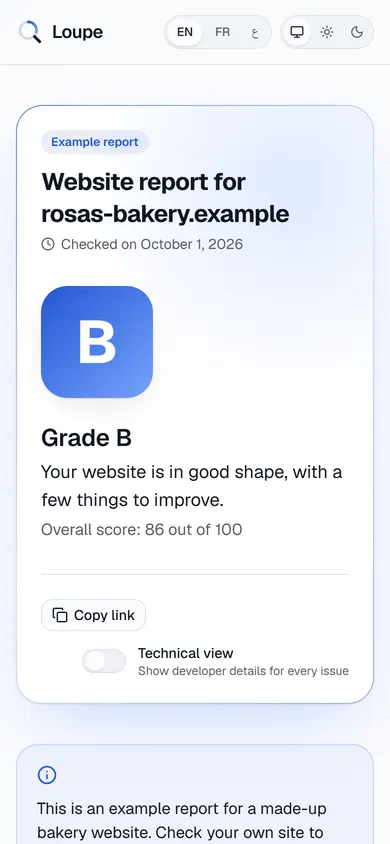 Loupe
EN FR ع
Example report
Website report for
rosas-bakery.example
Checked on October 1, 2026
B
Grade B
Your website is in good shape, with a
few things to improve.
Overall score: 86 out of 100
Copy link
Technical view
Show developer details for every issue
This is an example report for a made-up
bakery website. Check your own site to